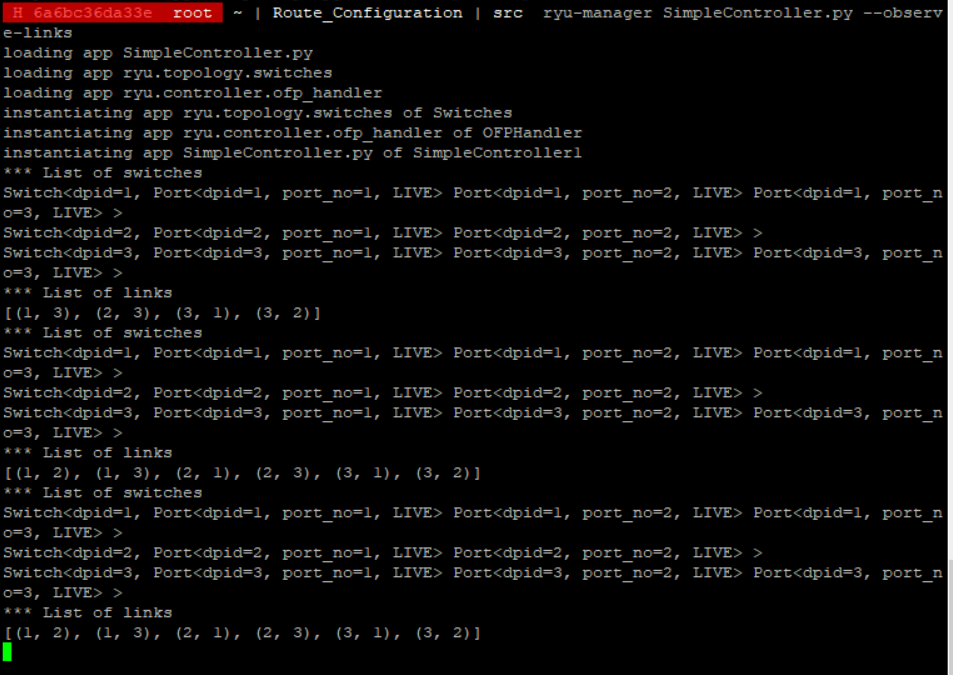 H 6a6bc36da33e root ~ | Route_Configuration | src ryu-manager SimpleController.py --observ
e-links
loading app SimpleController.py
loading app ryu.topology.switches
loading app ryu.controller.ofp_handler
instantiating app ryu.topology.switches of Switches
instantiating app ryu.controller.ofp_handler of OFPHandler
instantiating app SimpleController.py of SimpleController1
*** List of switches
Switch<dpid=1, Port<dpid=1, port_no=1, LIVE> Port<dpid=1, port_no=2, LIVE> Port<dpid=1, port_n
o=3, LIVE> >
Switch<dpid=2, Port<dpid=2, port_no=1, LIVE> Port<dpid=2, port_no=2, LIVE> >
Switch<dpid=3, Port<dpid=3, port_no=1, LIVE> Port<dpid=3, port_no=2, LIVE> Port<dpid=3, port_n
o=3, LIVE> >
*** List of links
[(1, 3), (2, 3), (3, 1), (3, 2)]
*** List of switches
Switch<dpid=1, Port<dpid=1, port_no=1, LIVE> Port<dpid=1, port_no=2, LIVE> Port<dpid=1, port_n
o=3, LIVE> >
Switch<dpid=2, Port<dpid=2, port_no=1, LIVE> Port<dpid=2, port_no=2, LIVE> >
Switch<dpid=3, Port<dpid=3, port_no=1, LIVE> Port<dpid=3, port_no=2, LIVE> Port<dpid=3, port_n
o=3, LIVE> >
*** List of links
[(1, 2), (1, 3), (2, 1), (2, 3), (3, 1), (3, 2)]
*** List of switches
Switch<dpid=1, Port<dpid=1, port_no=1, LIVE> Port<dpid=1, port_no=2, LIVE> Port<dpid=1, port_n
o=3, LIVE> >
Switch<dpid=2, Port<dpid=2, port_no=1, LIVE> Port<dpid=2, port_no=2, LIVE> >
Switch<dpid=3, Port<dpid=3, port_no=1, LIVE> Port<dpid=3, port_no=2, LIVE> Port<dpid=3, port_n
o=3, LIVE> >
*** List of links
[(1, 2), (1, 3), (2, 1), (2, 3), (3, 1), (3, 2)]